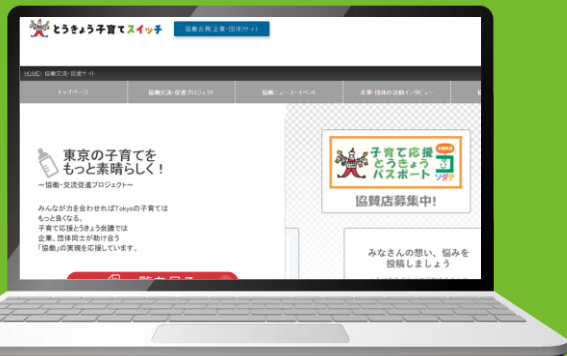 とうきょう子育てスイッチ
協働会員(企業・団体)サイト
HOME> 協働交流・促進サイト
トップページ
協働交流・促進プロジェクト
協働ニュース・イベント
企業・団体の活動インタビュー
東京の子育てを
もっと素晴らしく！
～協働・交流促進プロジェクト～
みんなが力を合わせればTokyoの子育ては
もっと良くなる。
子育て応援とうきょう会議では
企業、団体同士が助け合う
「協働」の実現を応援しています。
子育て応援
とうきょう
パスポート
コソダテ
協賛店募集中!
みなさんの想い、悩みを
投稿しましょう